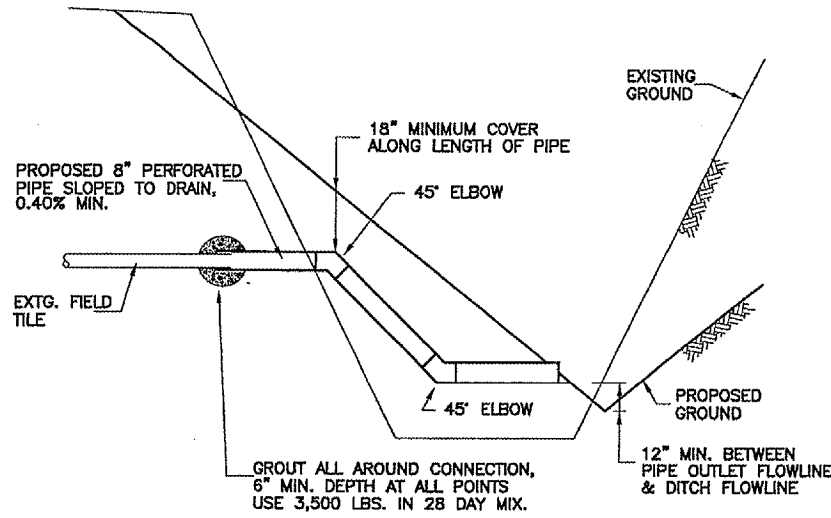 EXISTING
GROUND
18" MINIMUM COVER
ALONG LENGTH OF PIPE
PROPOSED 8" PERFORATED
PIPE SLOPED TO DRAIN,
0.40% MIN.
45° ELBOW
EXTG. FIELD
TILE
45° ELBOW
PROPOSED
GROUND
GROUT ALL AROUND CONNECTION,
6" MIN. DEPTH AT ALL POINTS
USE 3,500 LBS. IN 28 DAY MIX.
12" MIN. BETWEEN
PIPE OUTLET FLOWLINE
& DITCH FLOWLINE